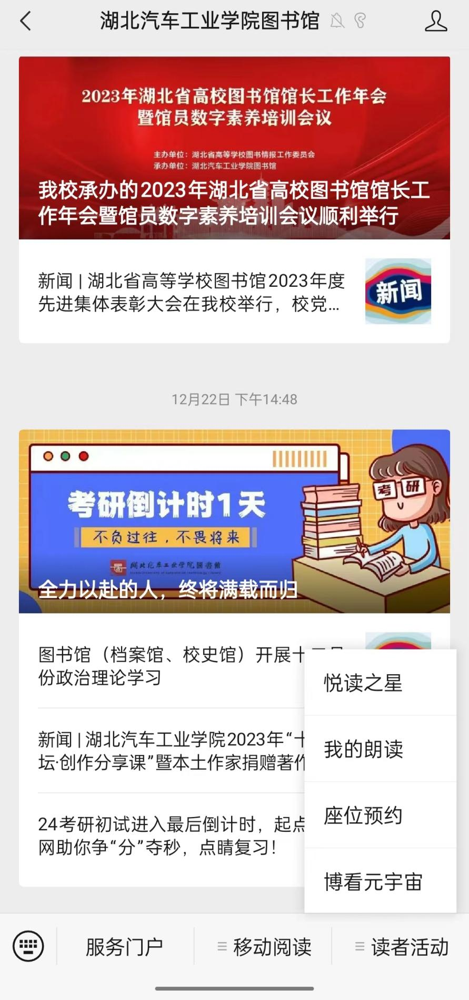 湖北汽车工业学院图书馆
2023年湖北省高校图书馆馆长工作年会
暨馆员数字素养培训会议
主办单位：湖北省高等学校图书情报工作委员会
承办单位：湖北汽车工业学院图书馆
我校承办的2023年湖北省高校图书馆馆长工
作年会暨馆员数字素养培训会议顺利举行
新闻 | 湖北省高等学校图书馆2023年度
先进集体表彰大会在我校举行，校党...
新闻
12月22日 下午14:48
考研倒计时1天
不负过往，不畏将来
考 研
湖北汽车工业学院圖書館
全力以赴的人，终将满载而归
图书馆（档案馆、校史馆）开展十二月
份政治理论学习
新闻 | 湖北汽车工业学院2023年“十
坛·创作分享课”暨本土作家捐赠著作
24考研初试进入最后倒计时，起点
网助你争“分”夺秒，点睛复习！
悦读之星
我的朗读
座位预约
博看元宇宙
服务门户
移动阅读
读者活动